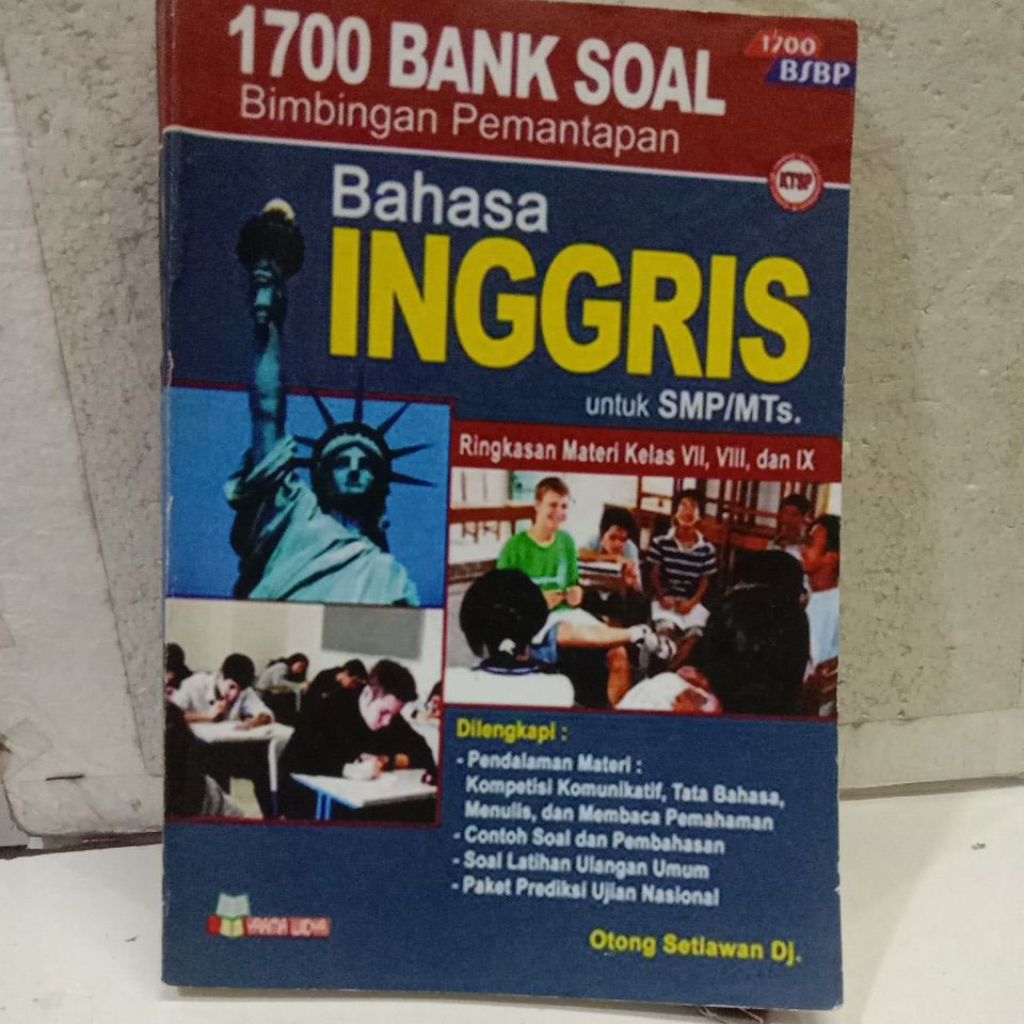 1700 BANK SOAL
Bimbingan Pemantapan
1700
BSBP
KTSP
Bahasa
INGGRIS
untuk SMP/MTs.
Ringkasan Materi Kelas VII, VIII, dan IX
Dilengkapi :
- Pendalaman Materi :
Kompetisi Komunikatif, Tata Bahasa,
Menulis, dan Membaca Pemahaman
- Contoh Soal dan Pembahasan
- Soal Latihan Ulangan Umum
- Paket Prediksi Ujian Nasional
YRAMA WIDYA
Otong Setiawan Dj.